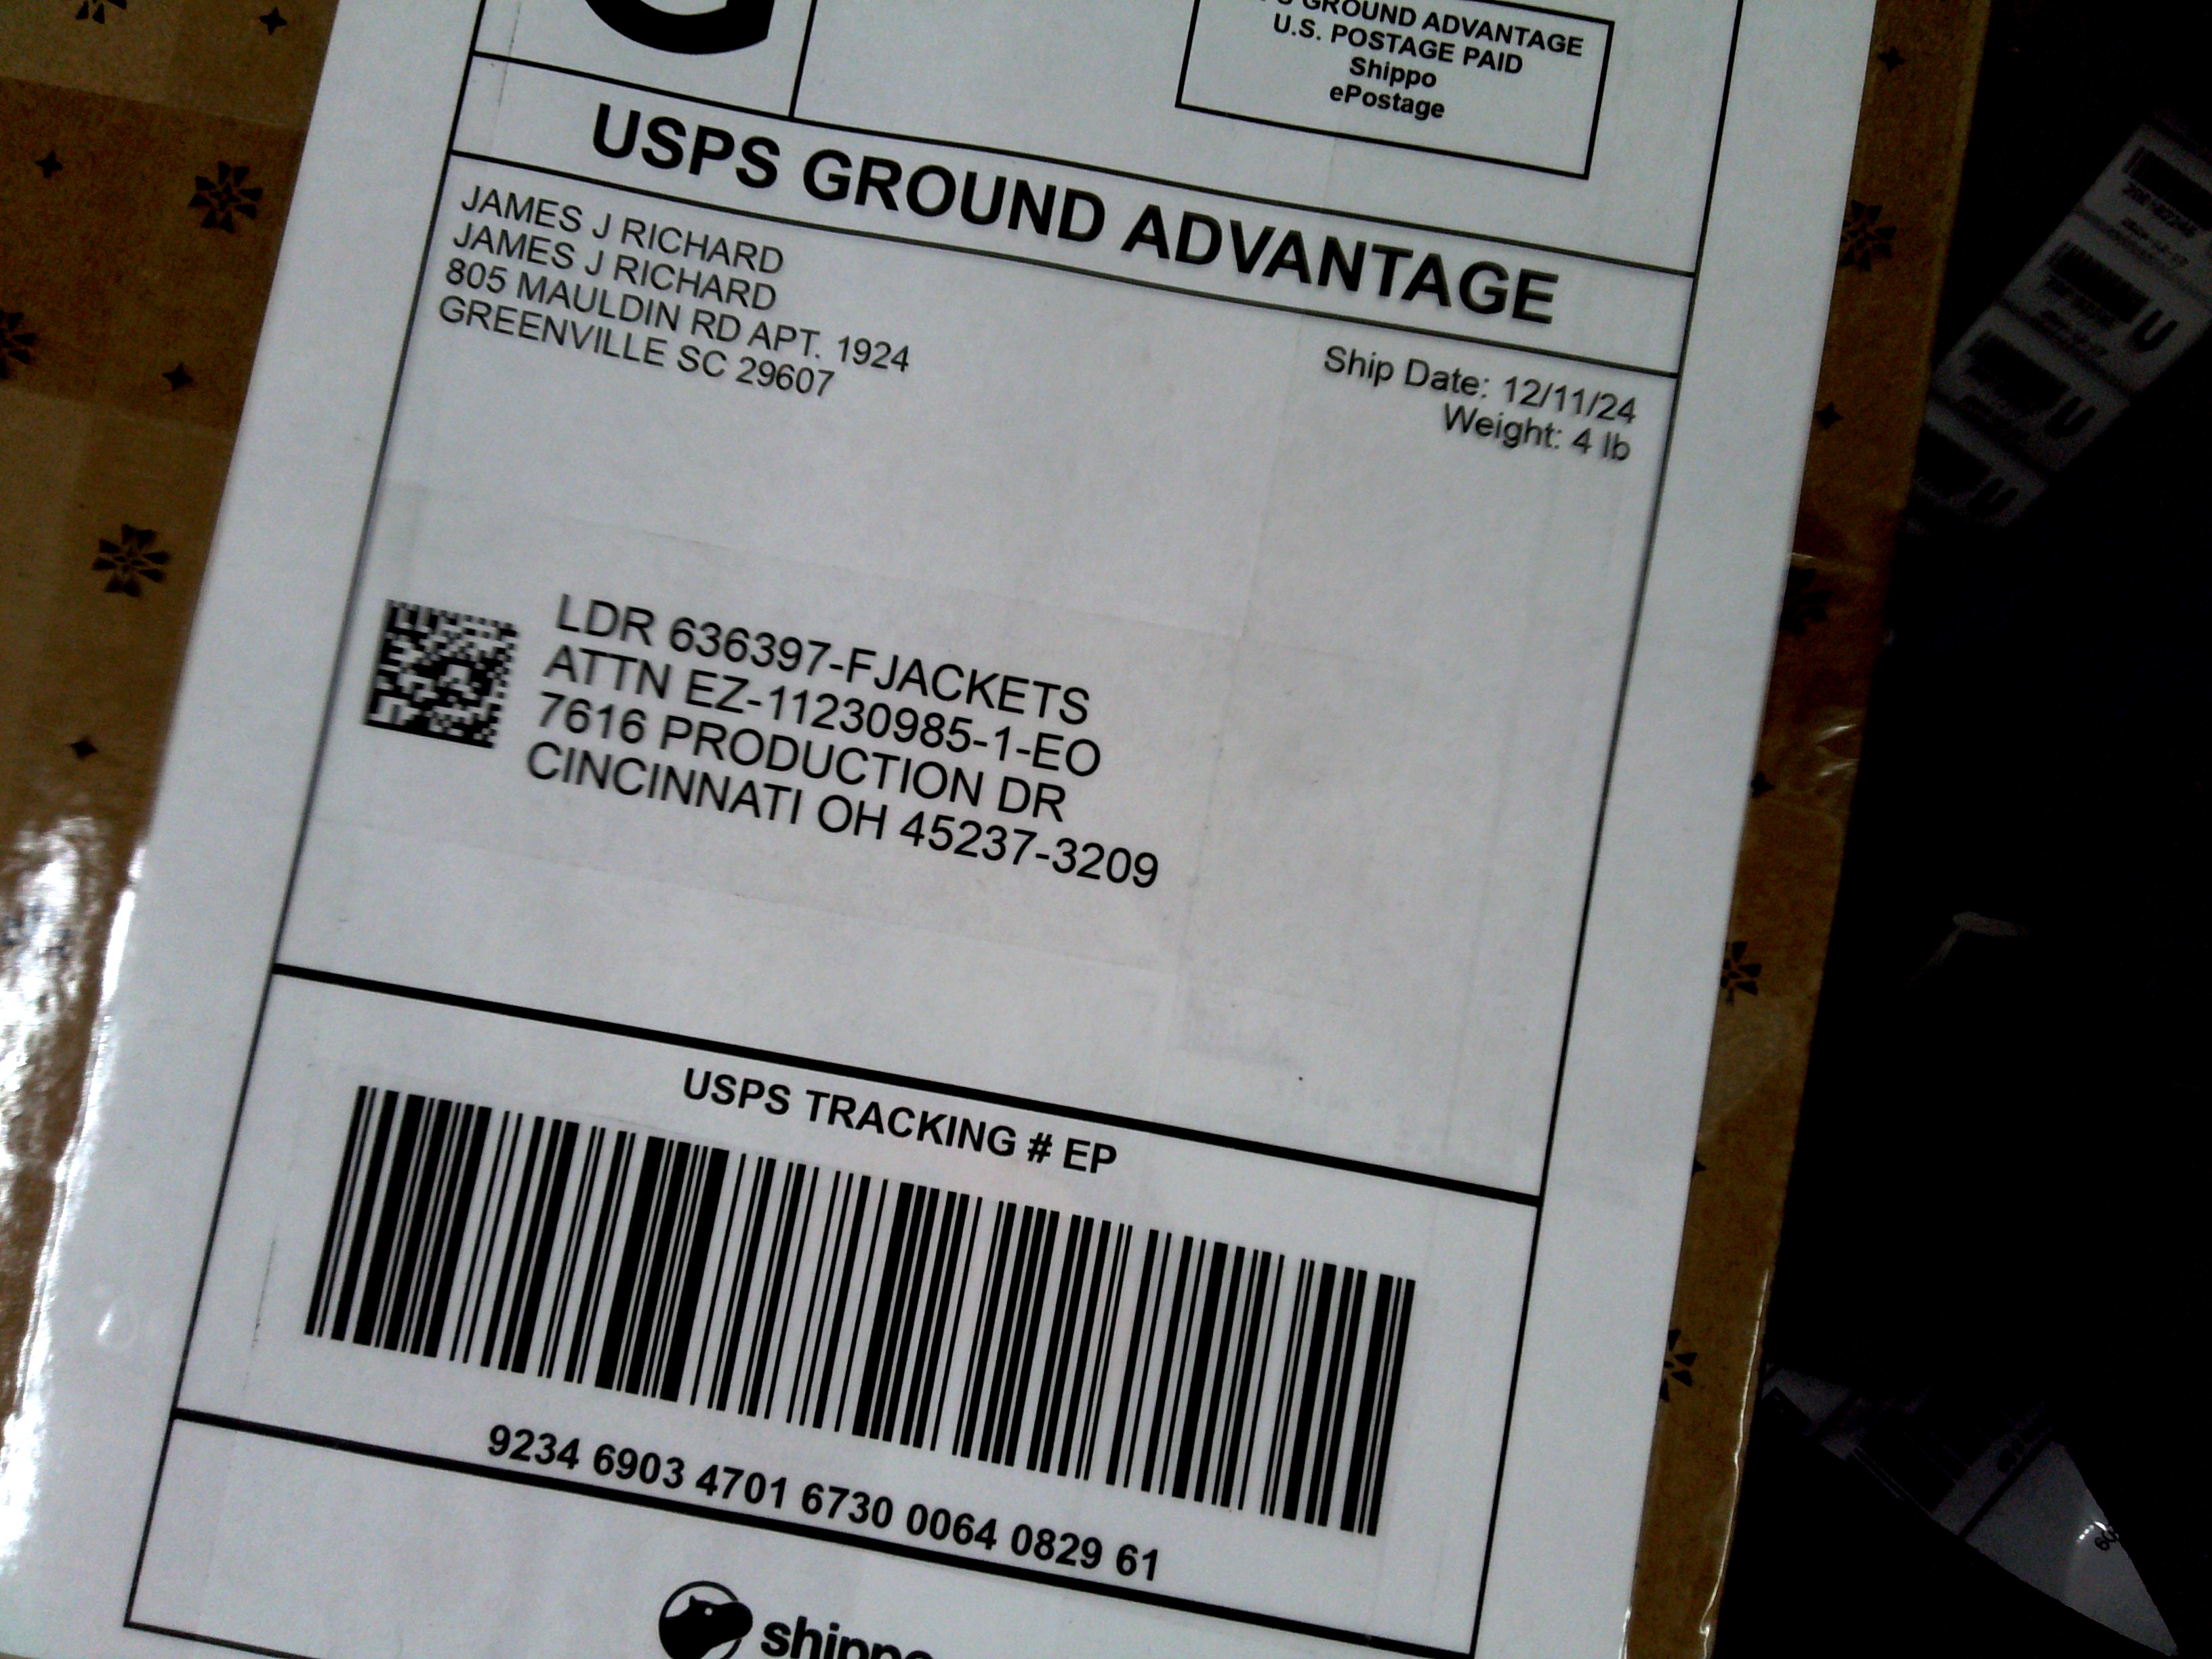 GROUND ADVANTAGE
U.S. POSTAGE PAID
Shippo
ePostage
USPS GROUND ADVANTAGE
JAMES J RICHARD
JAMES J RICHARD
805 MAULDIN RD APT. 1924
GREENVILLE SC 29607
Ship Date: 12/11/24
Weight: 4 lb
LDR 636397-FJACKETS
ATTN EZ-11230985-1-EO
7616 PRODUCTION DR
CINCINNATI OH 45237-3209
USPS TRACKING # EP
9234 6903 4701 6730 0064 0829 61
shippo